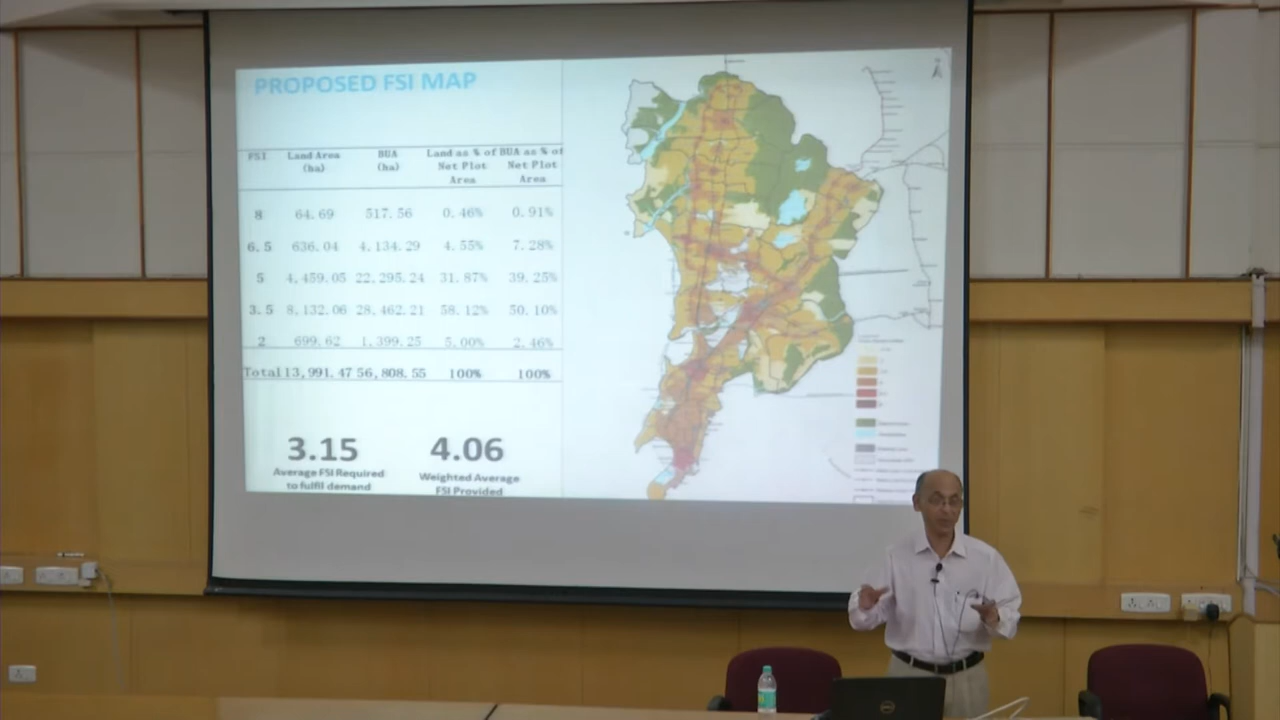 PROPOSED FSI MAP
FSI Land Area (ha) BUA (ha) Land as % of Net Plot Area BUA as % of Net Plot Area
8 64.69 517.56 0.46% 0.91%
6.5 636.04 4,134.29 4.55% 7.28%
5 4,459.05 22,295.24 31.87% 39.25%
3.5 8,132.06 28,462.21 58.12% 50.10%
2 699.62 1,399.25 5.00% 2.46%
Total 13,991.47 56,808.55 100% 100%
3.15 4.06
Average FSI Required Weighted Average
to fulfil demand FSI Provided